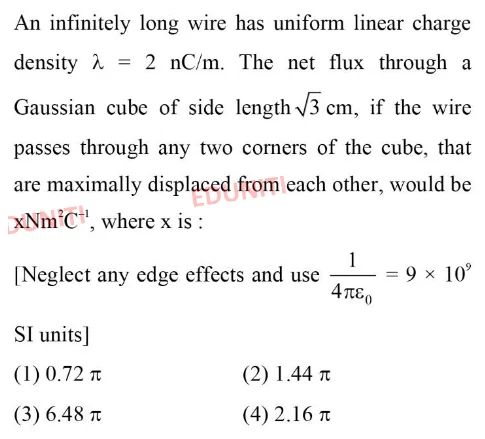 An infinitely long wire has uniform linear charge
density λ = 2 nC/m. The net flux through a
Gaussian cube of side length √3 cm, if the wire
passes through any two corners of the cube, that
are maximally displaced from each other, would be
xNm²C⁻¹, where x is :
[Neglect any edge effects and use 1/4πε₀ = 9 × 10⁹
SI units]
(1) 0.72 π (2) 1.44 π
(3) 6.48 π (4) 2.16 π
EDUNITI
DUNITI